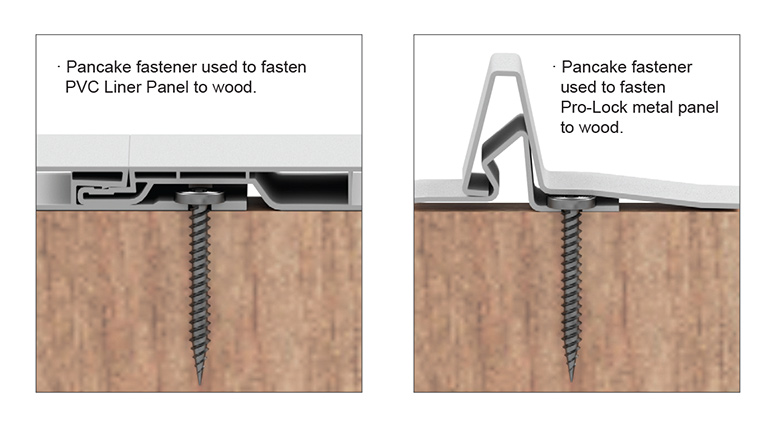 · Pancake fastener used to fasten
PVC Liner Panel to wood.
· Pancake fastener
used to fasten
Pro-Lock metal panel
to wood.